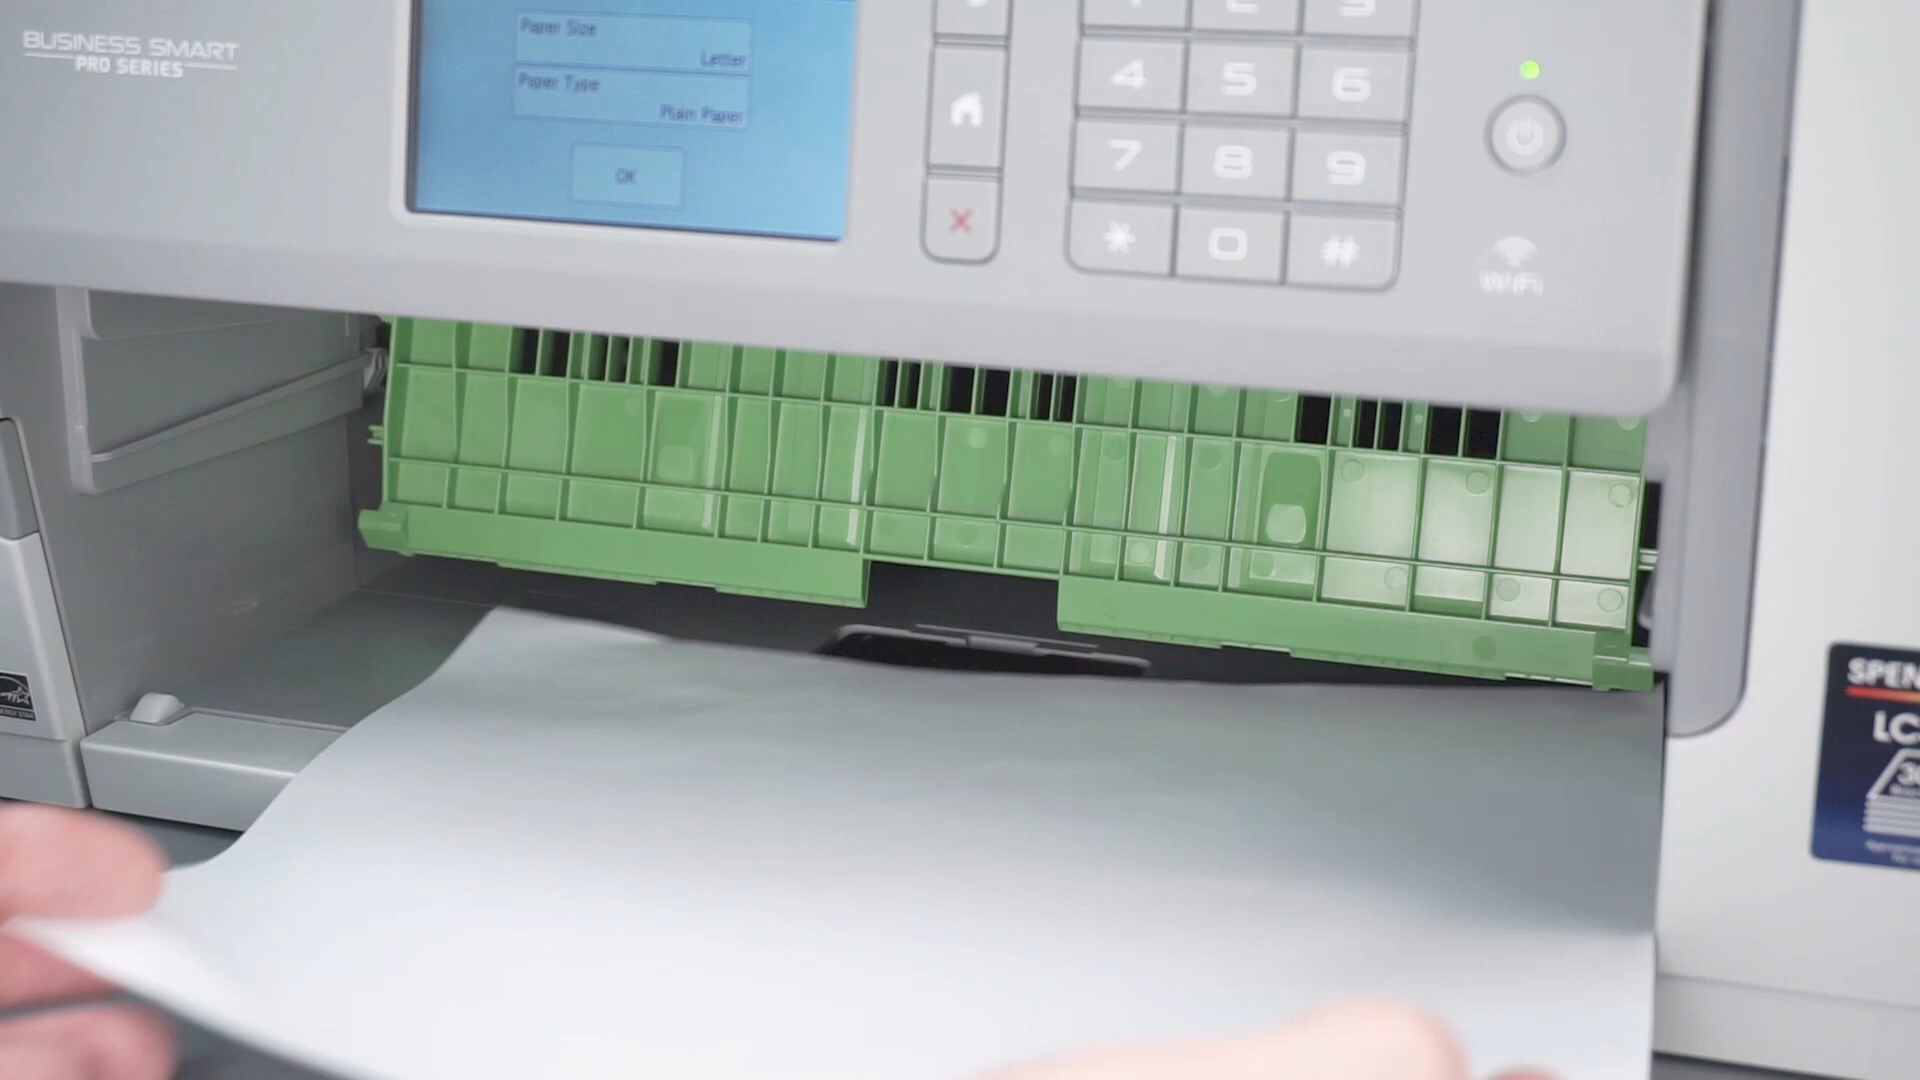 BUSINESS SMART
PRO SERIES
Paper Size
Letter
Paper Type
Plain Paper
OK
4 5 6
7 8 9
* 0 #
WiFi
SPEN
LC